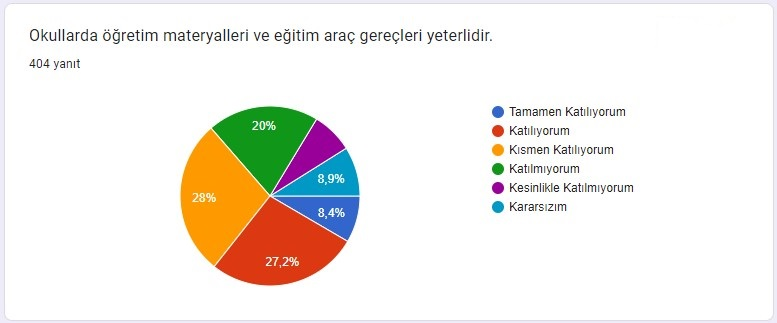 Okullarda öğretim materyalleri ve eğitim araç gereçleri yeterlidir.
404 yanıt
20%
8,9%
28%
8,4%
27,2%
Tamamen Katılıyorum
Katılıyorum
Kısmen Katılıyorum
Katılmıyorum
Kesinlikle Katılmıyorum
Kararsızım